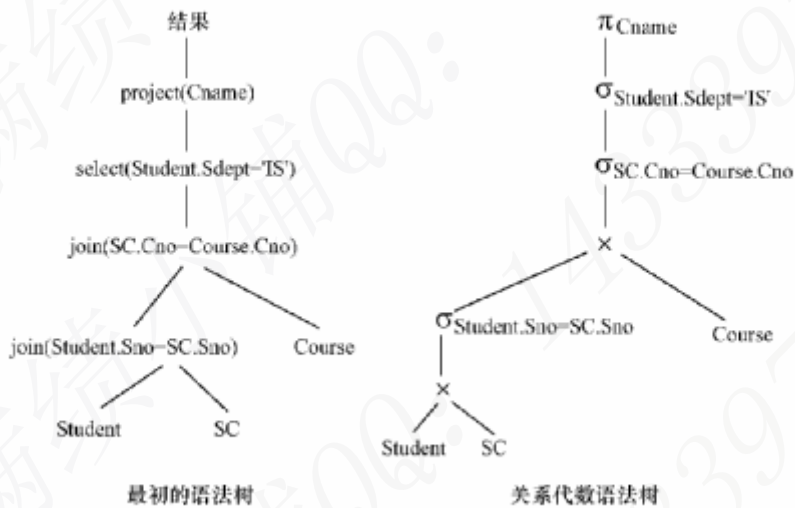 结果
project(Cname)
select(Student.Sdept='IS')
join(SC.Cno=Course.Cno)
join(Student.Sno=SC.Sno)
Course
Student
SC
最初的语法树
πCname
σStudent.Sdept='IS'
σSC.Cno=Course.Cno
×
σStudent.Sno=SC.Sno
Course
×
Student
SC
关系代数语法树